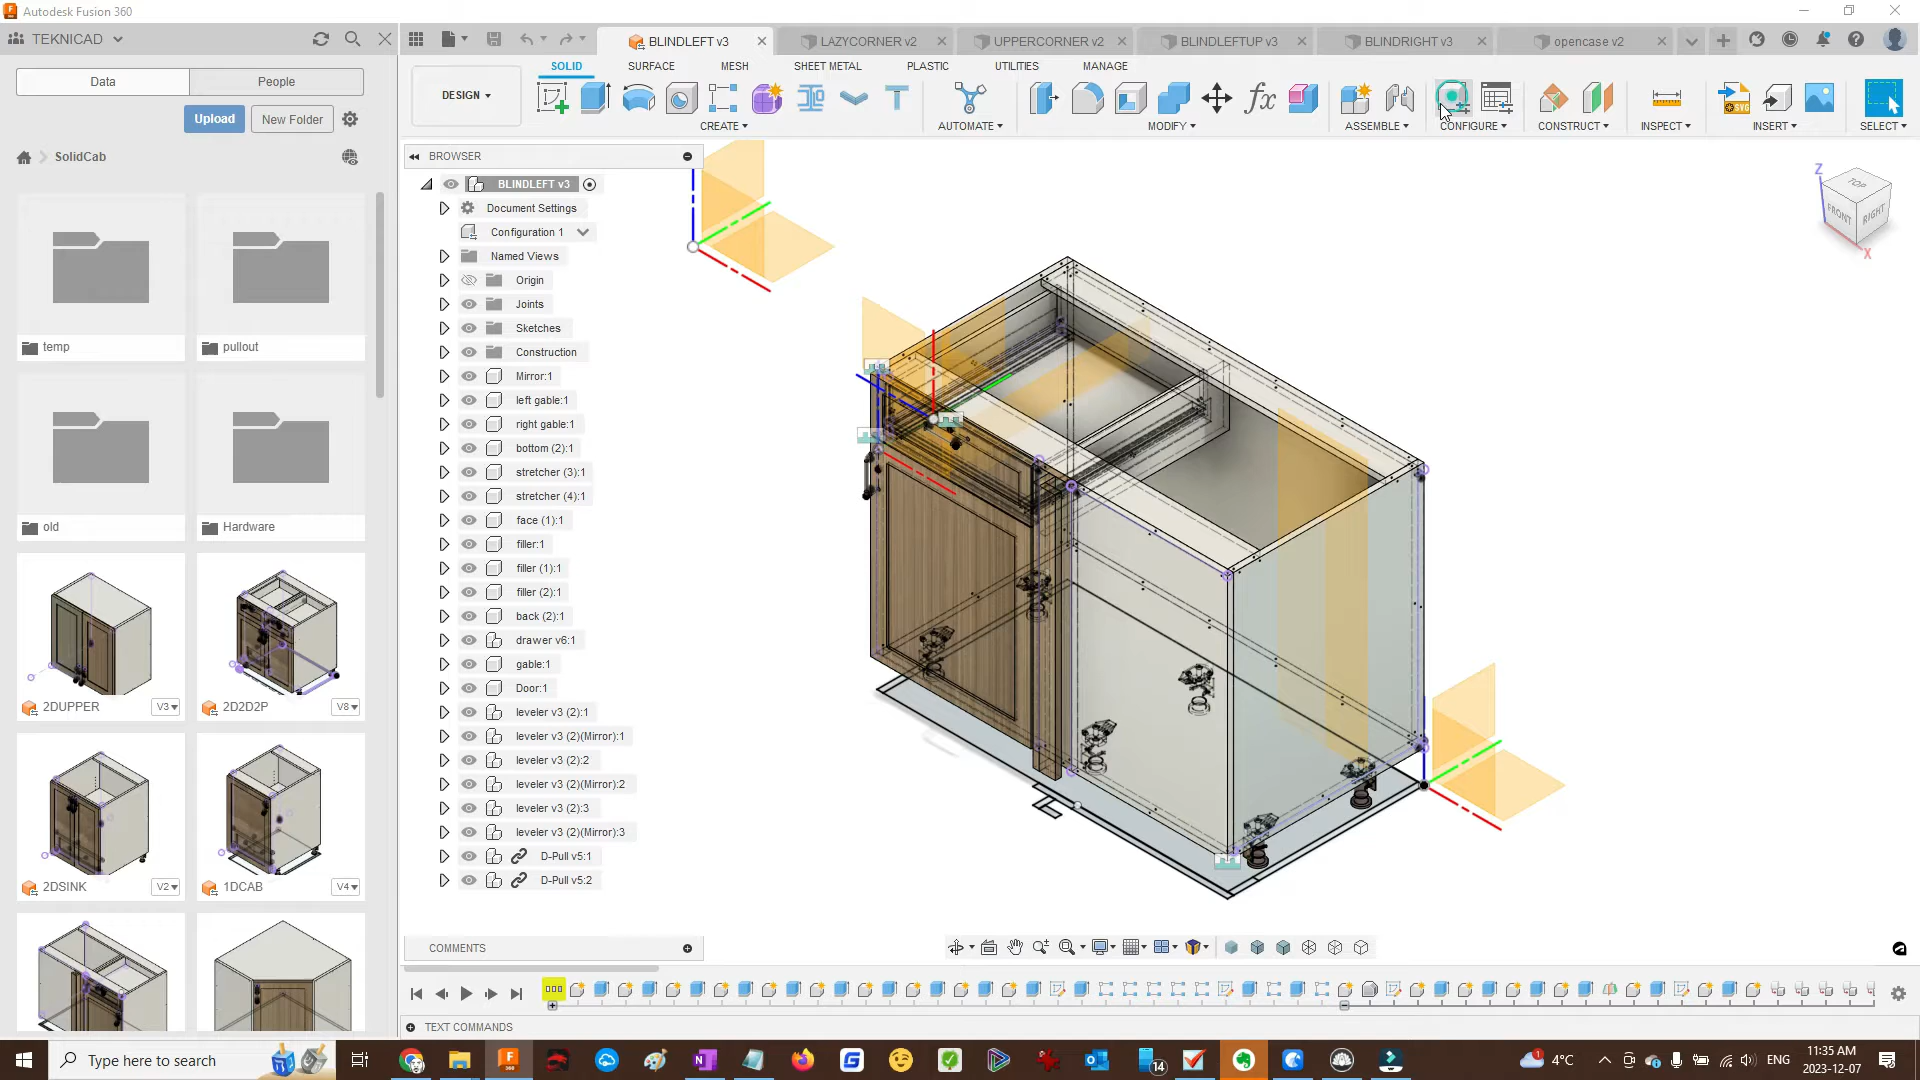 Autodesk Fusion 360
TEKNICAD
BLINDLEFT v3
LAZYCORNER v2
UPPERCORNER v2
BLINDLEFTUP v3
BLINDRIGHT v3
opencase v2
Data
People
SOLID
SURFACE
MESH
SHEET METAL
PLASTIC
UTILITIES
MANAGE
DESIGN
Upload
New Folder
CREATE
AUTOMATE
MODIFY
ASSEMBLE
CONFIGURE
CONSTRUCT
INSPECT
INSERT
SELECT
fx
SVG
SolidCab
BROWSER
BLINDLEFT v3
Document Settings
Configuration 1
Named Views
Origin
Joints
Sketches
Construction
Mirror:1
left gable:1
right gable:1
bottom (2):1
stretcher (3):1
stretcher (4):1
face (1):1
filler:1
filler (1):1
filler (2):1
back (2):1
drawer v6:1
gable:1
Door:1
leveler v3 (2):1
leveler v3 (2)(Mirror):1
leveler v3 (2):2
leveler v3 (2)(Mirror):2
leveler v3 (2):3
leveler v3 (2)(Mirror):3
D-Pull v5:1
D-Pull v5:2
Z
TOP
FRONT
RIGHT
X
temp
pullout
old
Hardware
2DUPPER
V3
2D2D2P
V8
2DSINK
V2
1DCAB
V4
COMMENTS
TEXT COMMANDS
Type here to search
14
1
4°C
ENG
11:35 AM
2023-12-07